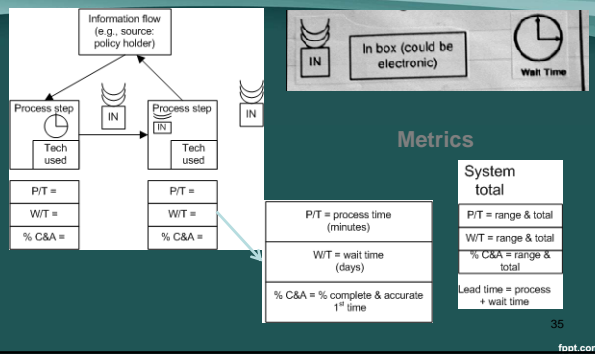 Information flow
(e.g., source:
policy holder)
IN
In box (could be
electronic)
Wait Time
Process step
Tech
used
IN
Process step
IN
Tech
used
IN
Metrics
P/T =
W/T =
% C&A =
P/T =
W/T =
% C&A =
P/T = process time
(minutes)
W/T = wait time
(days)
% C&A = % complete & accurate
1st time
System
total
P/T = range & total
W/T = range & total
% C&A = range &
total
Lead time = process
+ wait time
35
fppt.com